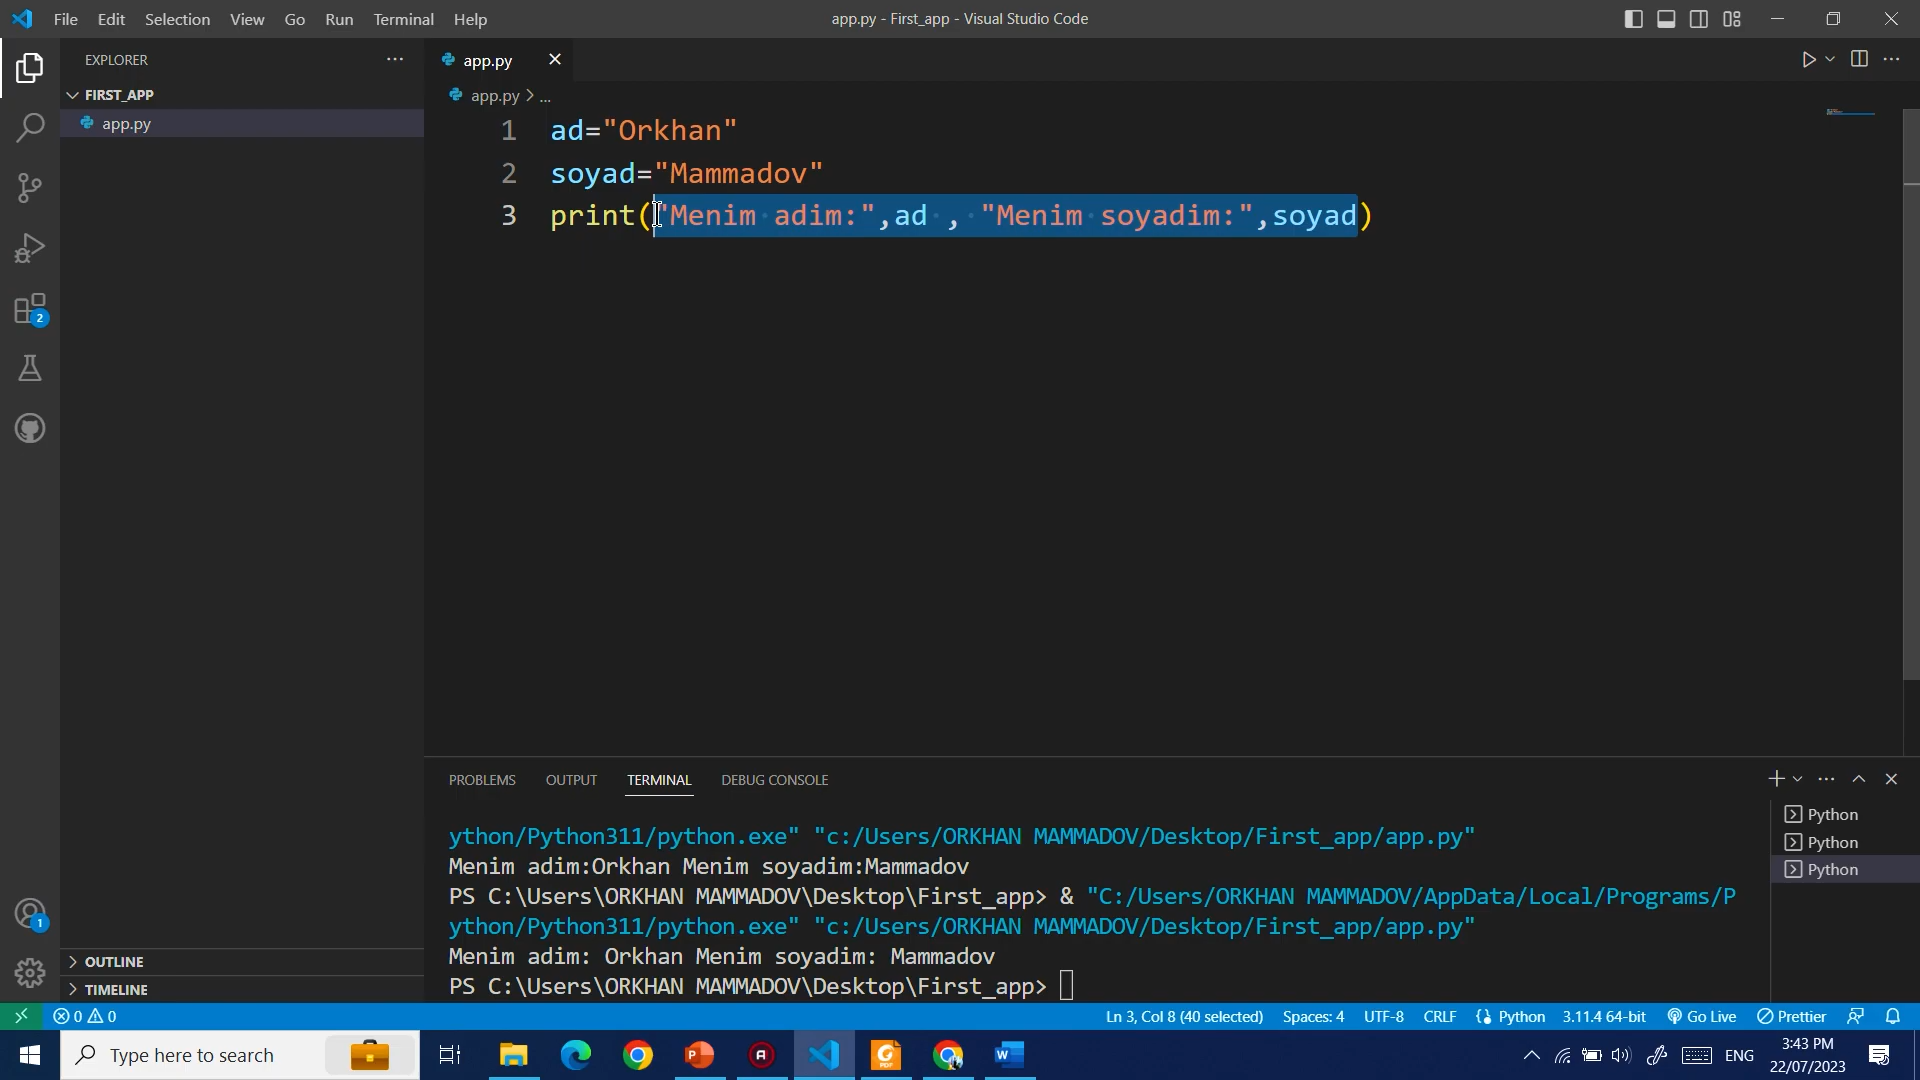 File Edit Selection View Go Run Terminal Help
app.py - First_app - Visual Studio Code
EXPLORER
FIRST_APP
app.py
app.py
app.py > ...
1 ad="Orkhan"
2 soyad="Mammadov"
3 print("Menim adim:",ad , "Menim soyadim:",soyad)
2
1
OUTLINE
TIMELINE
PROBLEMS OUTPUT TERMINAL DEBUG CONSOLE
ython/Python311/python.exe" "c:/Users/ORKHAN MAMMADOV/Desktop/First_app/app.py"
Menim adim:Orkhan Menim soyadim:Mammadov
PS C:\Users\ORKHAN MAMMADOV\Desktop\First_app> & "C:/Users/ORKHAN MAMMADOV/AppData/Local/Programs/P
ython/Python311/python.exe" "c:/Users/ORKHAN MAMMADOV/Desktop/First_app/app.py"
Menim adim: Orkhan Menim soyadim: Mammadov
PS C:\Users\ORKHAN MAMMADOV\Desktop\First_app>
Python
Python
Python
0 0
Ln 3, Col 8 (40 selected) Spaces: 4 UTF-8 CRLF Python 3.11.4 64-bit Go Live Prettier
Type here to search
ENG
3:43 PM
22/07/2023